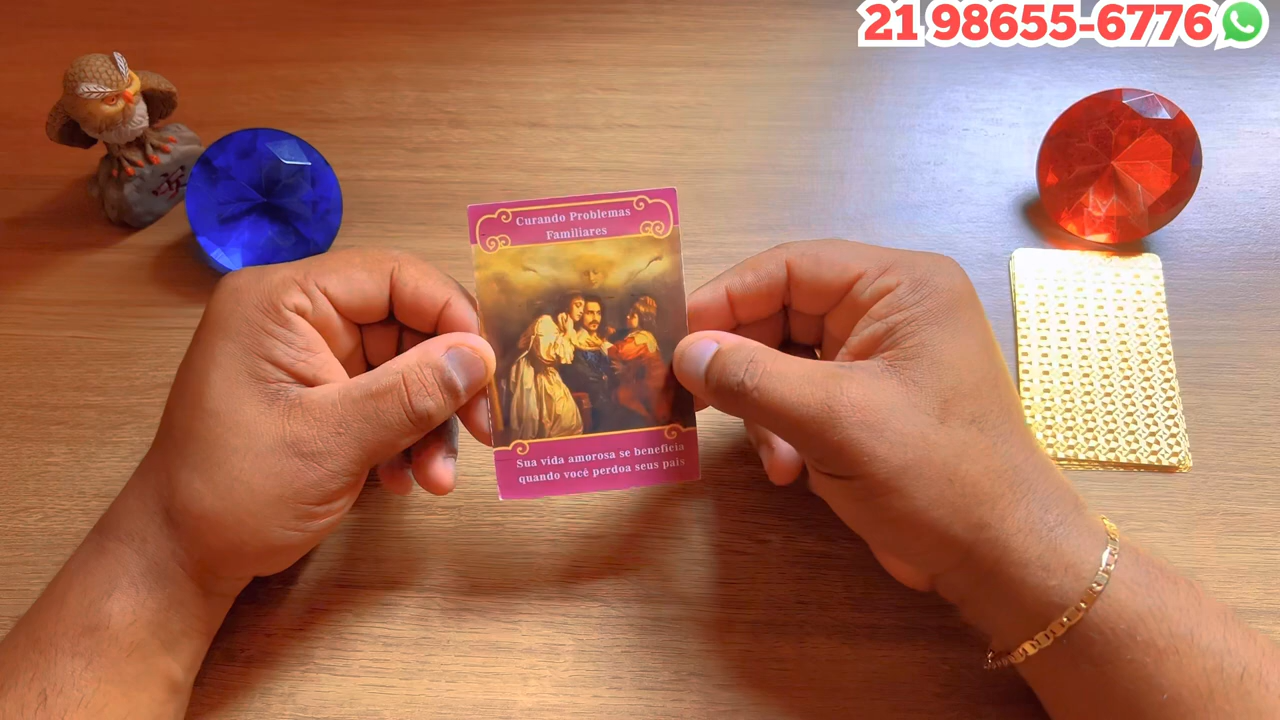 21 98655-6776
Curando Problemas
Familiares
Sua vida amorosa se beneficia
quando você perdoa seus pais